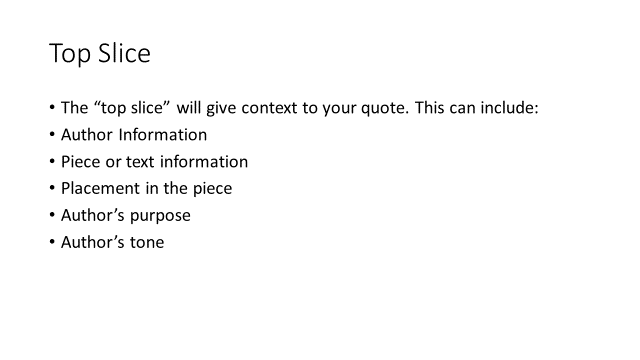 Top Slice
• The “top slice” will give context to your quote. This can include:
• Author Information
• Piece or text information
• Placement in the piece
• Author’s purpose
• Author’s tone